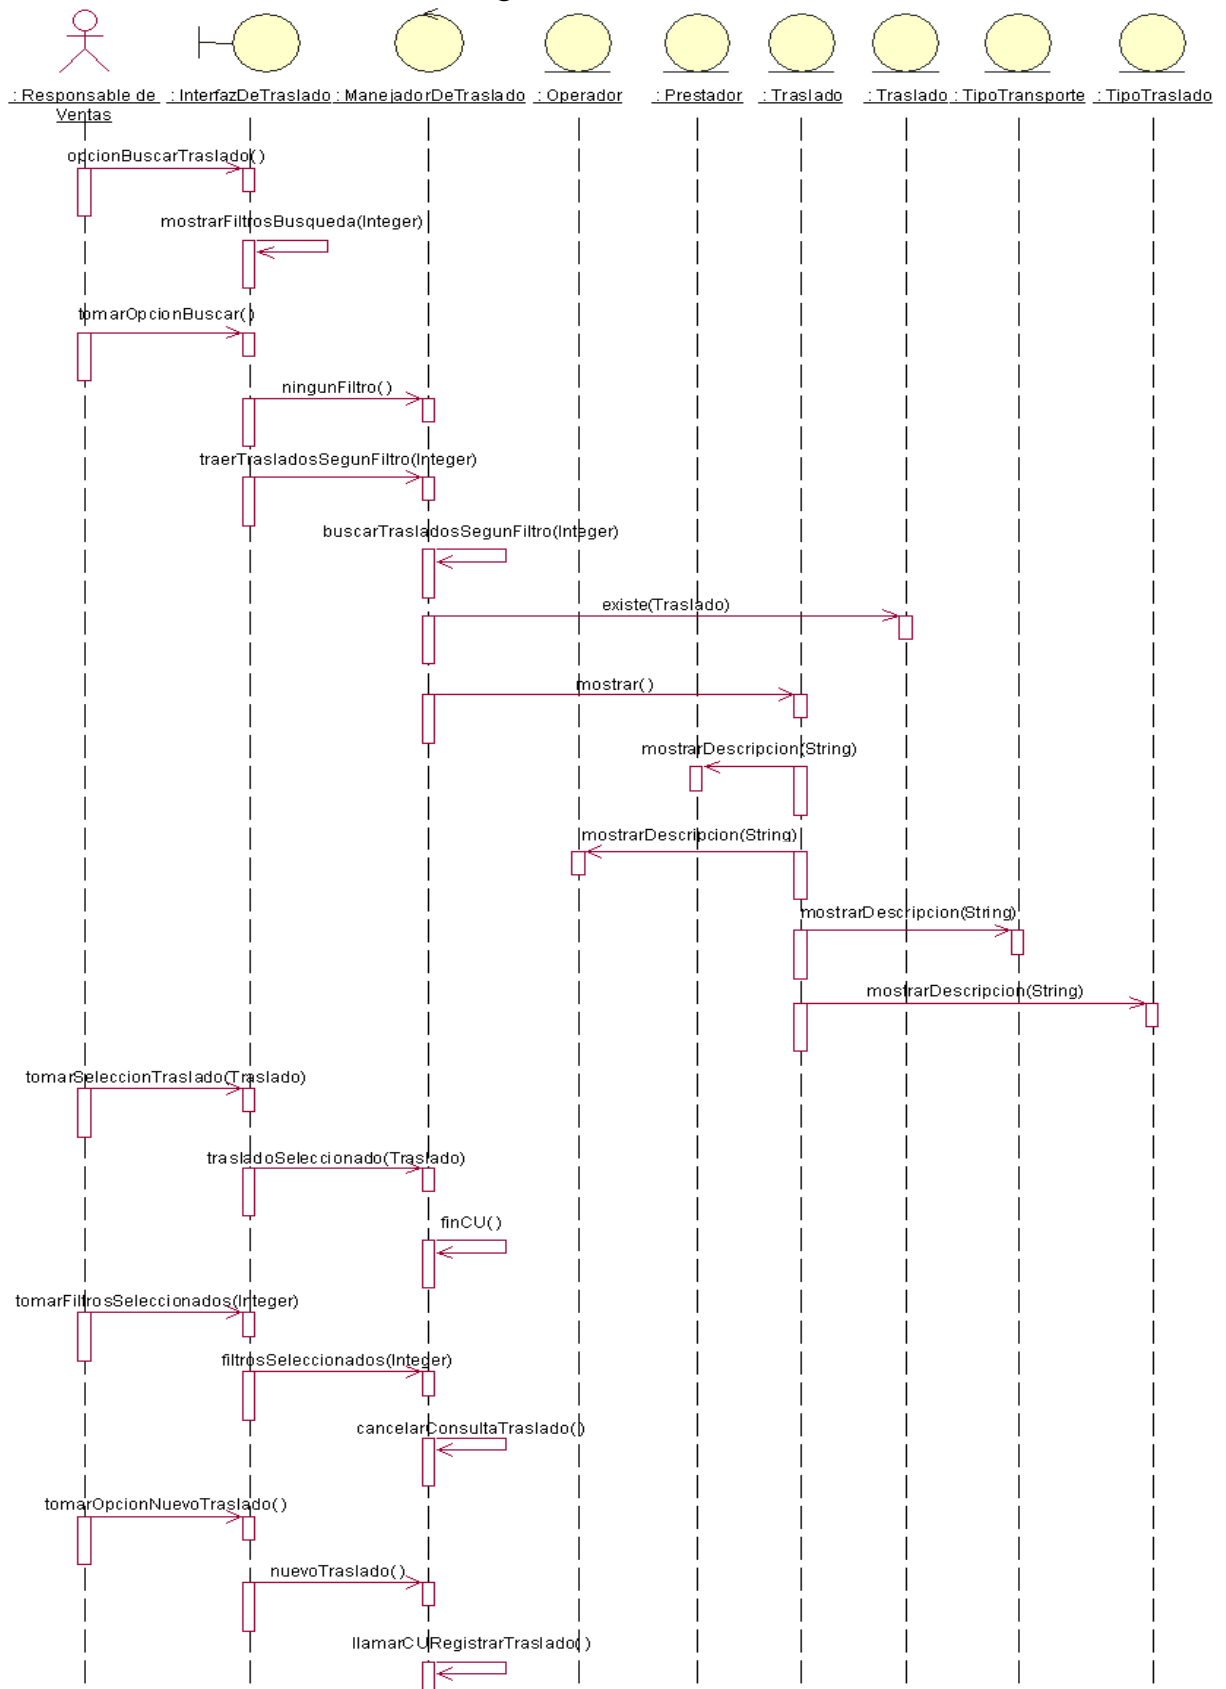 : Responsable de Ventas
: InterfazDeTraslado
: ManejadorDeTraslado
: Operador
: Prestador
: Traslado
: Traslado
: TipoTransporte
: TipoTraslado
opcionBuscarTraslado()
mostrarFiltrosBusqueda(Integer)
tomarOpcionBuscar()
ningunFiltro()
traerTrasladosSegunFiltro(Integer)
buscarTrasladosSegunFiltro(Integer)
existe(Traslado)
mostrar()
mostrarDescripcion(String)
mostrarDescripcion(String)
mostrarDescripcion(String)
mostrarDescripcion(String)
tomarSeleccionTraslado(Traslado)
trasladoSeleccionado(Traslado)
finCU()
tomarFiltrosSeleccionados(Integer)
filtrosSeleccionados(Integer)
cancelarConsultaTraslado()
tomarOpcionNuevoTraslado()
nuevoTraslado()
llamarCURegistrarTraslado()